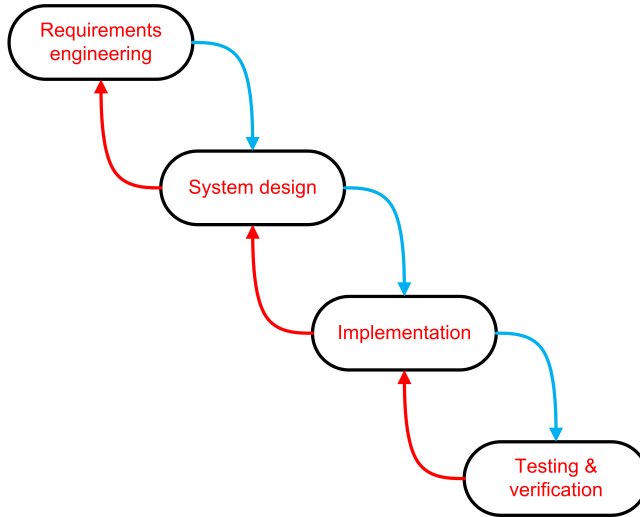 Requirements
engineering
System design
Implementation
Testing &
verification